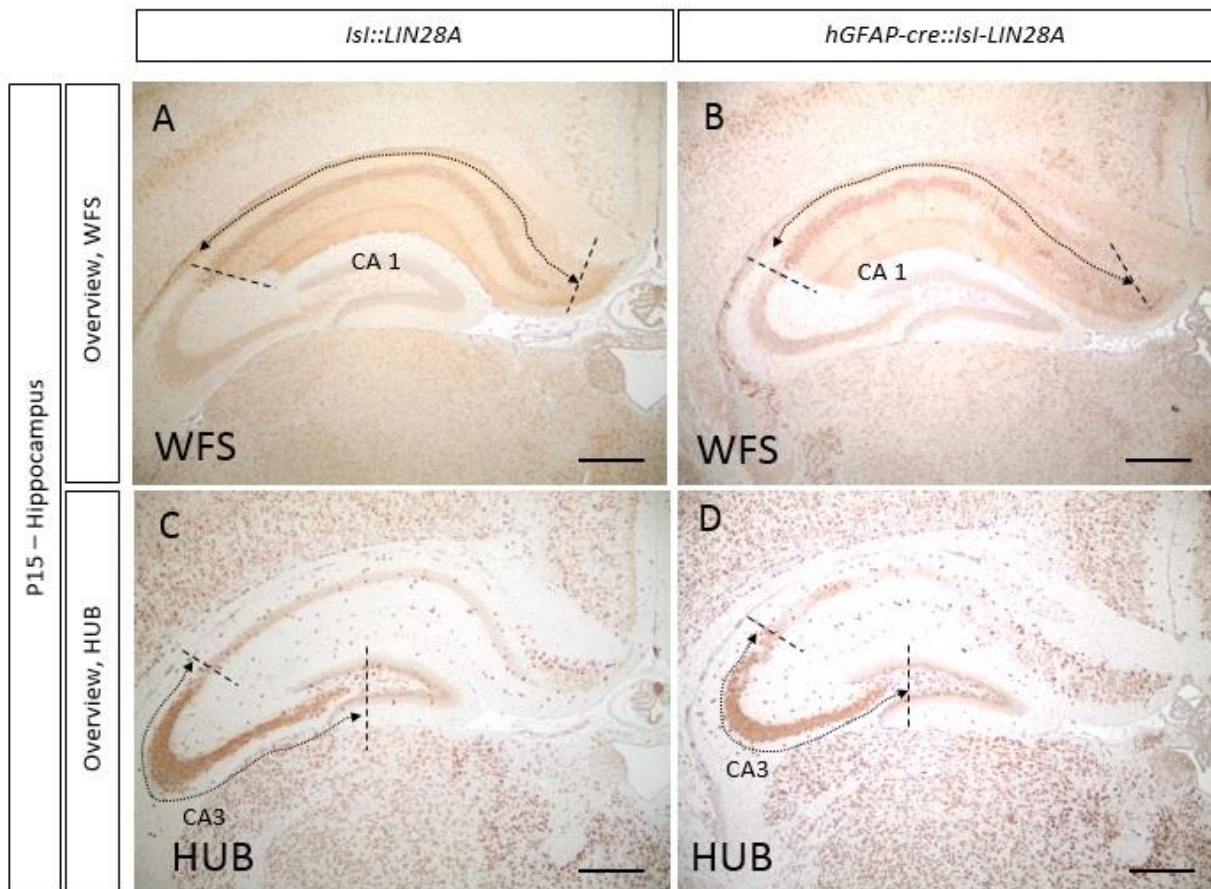 lsl::LIN28A
hGFAP-cre::lsl-LIN28A
P15 – Hippocampus
Overview, WFS
A
CA 1
WFS
B
CA 1
WFS
Overview, HUB
C
CA3
HUB
D
CA3
HUB